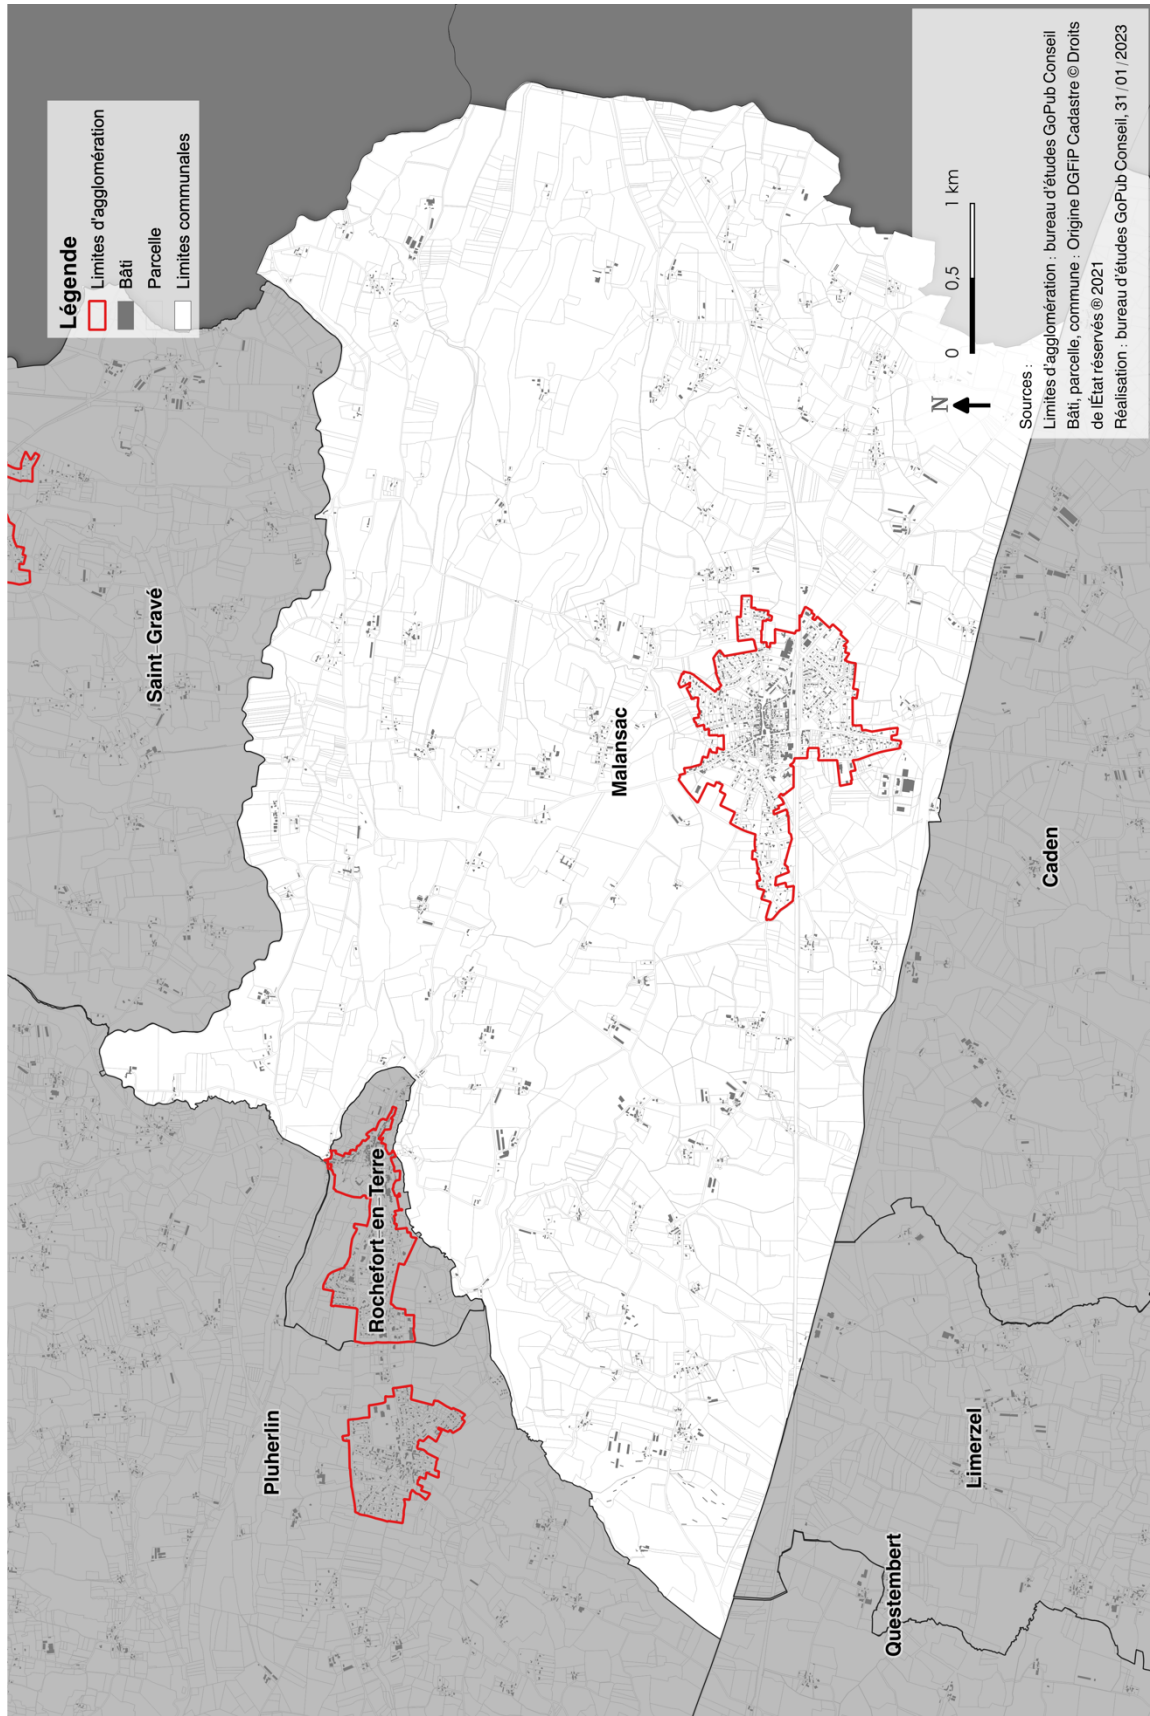 Légende
Limites d'agglomération
Bâti
Parcelle
Limites communales
Saint-Gravé
Pluherlin
Rochefort-en-Terre
Malansac
Questembert
Limerzel
Caden
N
0 0,5 1 km
Sources :
Limites d'agglomération : bureau d'études GoPub Conseil
Bâti, parcelle, commune : Origine DGFiP Cadastre © Droits
de lÉtat réservés ® 2021
Réalisation : bureau d'études GoPub Conseil, 31/01/2023